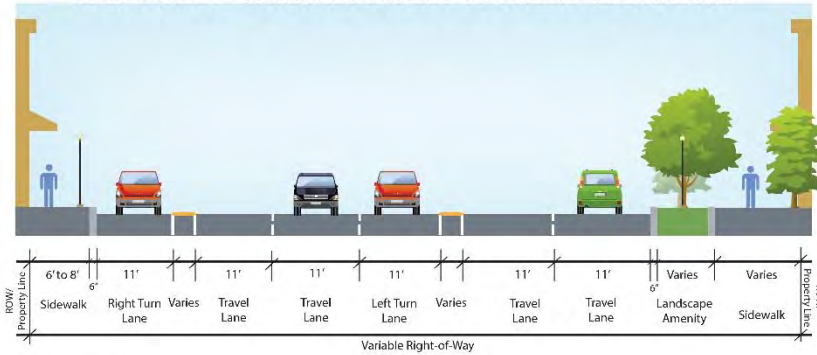 6' to 8'
6"
11'
11'
11'
11'
11'
11'
6"
Varies
Varies
ROW/
Property Line
Sidewalk
Right Turn
Lane
Varies
Travel
Lane
Travel
Lane
Left Turn
Lane
Varies
Travel
Lane
Travel
Lane
Landscape
Amenity
Sidewalk
Property Line
Variable Right-of-Way